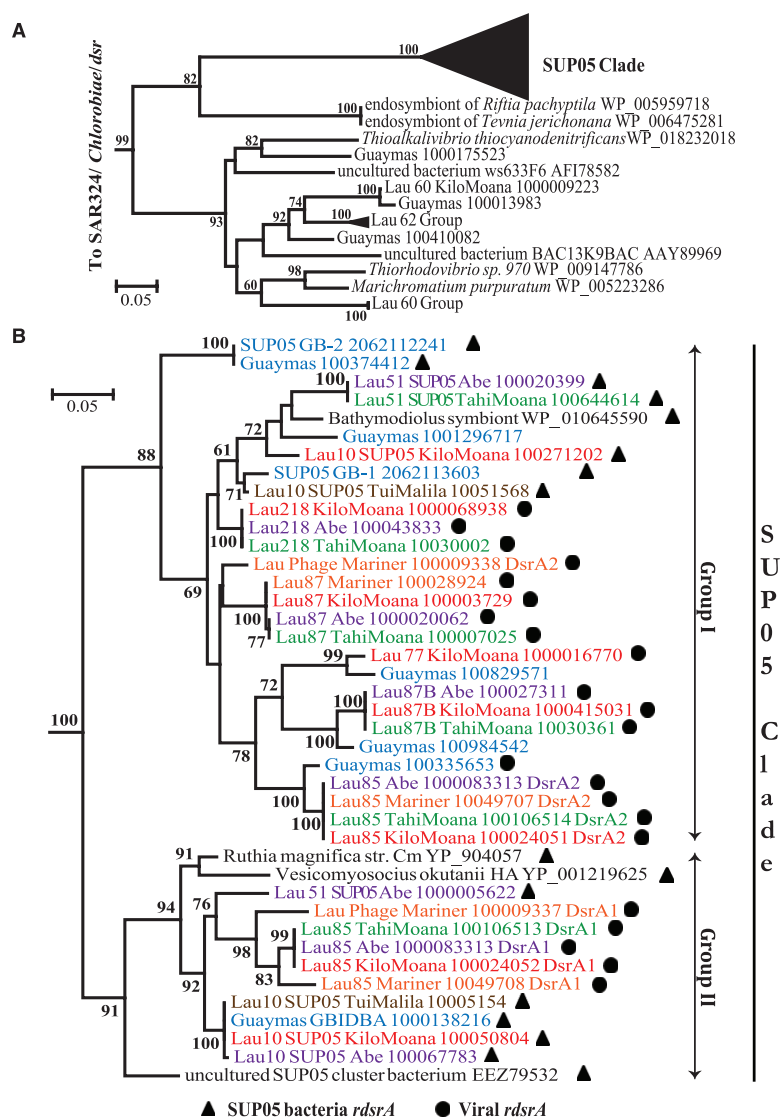 A
100
SUP05 Clade
82
100
endosymbiont of Riftia pachyptila WP_005959718
endosymbiont of Tevnia jerichonana WP_006475281
99
To SAR324/ Chlorobiae/ dsr
82
Thioalkalivibrio thiocyanodenitrificansWP_018232018
Guaymas 1000175523
uncultured bacterium ws633F6 AFI78582
93
100
Lau 60 KiloMoana 1000009223
74
Guaymas 100013983
92
100
Lau 62 Group
Guaymas 100410082
uncultured bacterium BAC13K9BAC AAY89969
98
Thiorhodovibrio sp. 970 WP_009147786
60
Marichromatium purpuratum WP_005223286
100
Lau 60 Group
0.05
B
100
SUP05 GB-2 2062112241
Guaymas 100374412
0.05
100
Lau51 SUP05Abe 100020399
Lau51 SUP05TahiMoana 100644614
Bathymodiolus symbiont WP_010645590
72
Guaymas 1001296717
88
61
Lau10 SUP05 KiloMoana 100271202
SUP05 GB-1 2062113603
71
Lau10 SUP05 TuiMalila 10051568
Lau218 KiloMoana 1000068938
Lau218 Abe 100043833
100
Lau218 TahiMoana 10030002
Lau Phage Mariner 100009338 DsrA2
69
Lau87 Mariner 100028924
Lau87 KiloMoana 100003729
100
Lau87 Abe 1000020062
77
Lau87 TahiMoana 100007025
99
Lau 77 KiloMoana 1000016770
72
Guaymas 100829571
100
Lau87B Abe 100027311
Lau87B KiloMoana 1000415031
Lau87B TahiMoana 10030361
100
Guaymas 100984542
78
Guaymas 100335653
100
Lau85 Abe 1000083313 DsrA2
Lau85 Mariner 10049707 DsrA2
100
Lau85 TahiMoana 100106514 DsrA2
Lau85 KiloMoana 100024051 DsrA2
Group I
100
91
Ruthia magnifica str. Cm YP_904057
Vesicomyosocius okutanii HA YP_001219625
94
76
Lau 51 SUP05Abe 1000005622
Lau Phage Mariner 100009337 DsrA1
99
Lau85 TahiMoana 100106513 DsrA1
98
Lau85 Abe 1000083313 DsrA1
Lau85 KiloMoana 100024052 DsrA1
83
Lau85 Mariner 10049708 DsrA1
92
Lau10 SUP05 TuiMalila 10005154
91
Guaymas GBIDBA 1000138216
100
Lau10 SUP05 KiloMoana 100050804
Lau10 SUP05 Abe 100067783
uncultured SUP05 cluster bacterium EEZ79532
Group II
SUP05 Clade
SUP05 bacteria rdsrA
Viral rdsrA